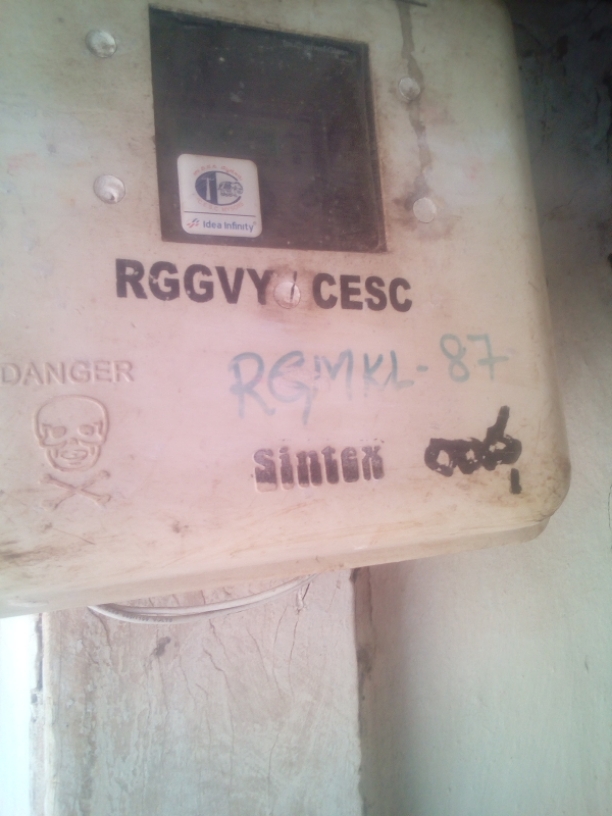 Idea Infinity
RGGVY / CESC
DANGER
RGMKL-87
Sintex